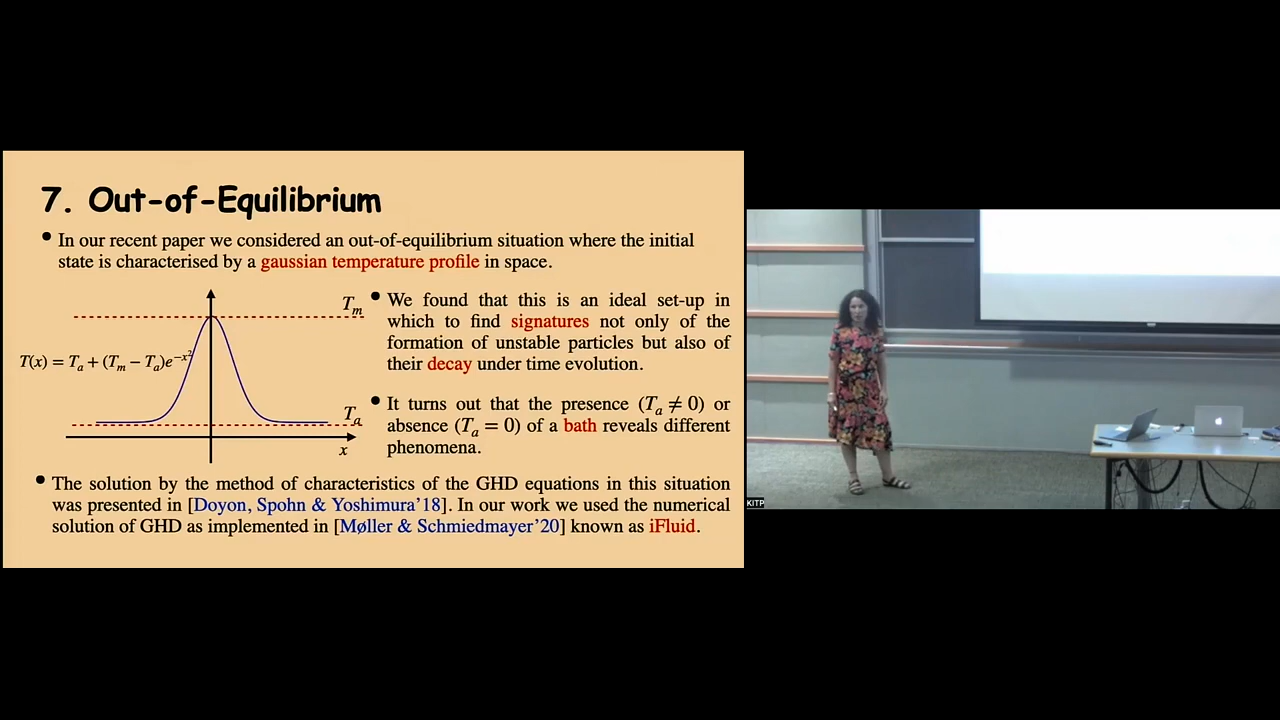 7. Out-of-Equilibrium
• In our recent paper we considered an out-of-equilibrium situation where the initial
state is characterised by a gaussian temperature profile in space.
T_m
T(x) = T_a + (T_m − T_a)e^{−x²}
T_a
x
• We found that this is an ideal set-up in
which to find signatures not only of the
formation of unstable particles but also of
their decay under time evolution.
• It turns out that the presence (T_a ≠ 0) or
absence (T_a = 0) of a bath reveals different
phenomena.
• The solution by the method of characteristics of the GHD equations in this situation
was presented in [Doyon, Spohn & Yoshimura’18]. In our work we used the numerical
solution of GHD as implemented in [Møller & Schmiedmayer’20] known as iFluid.
KITP